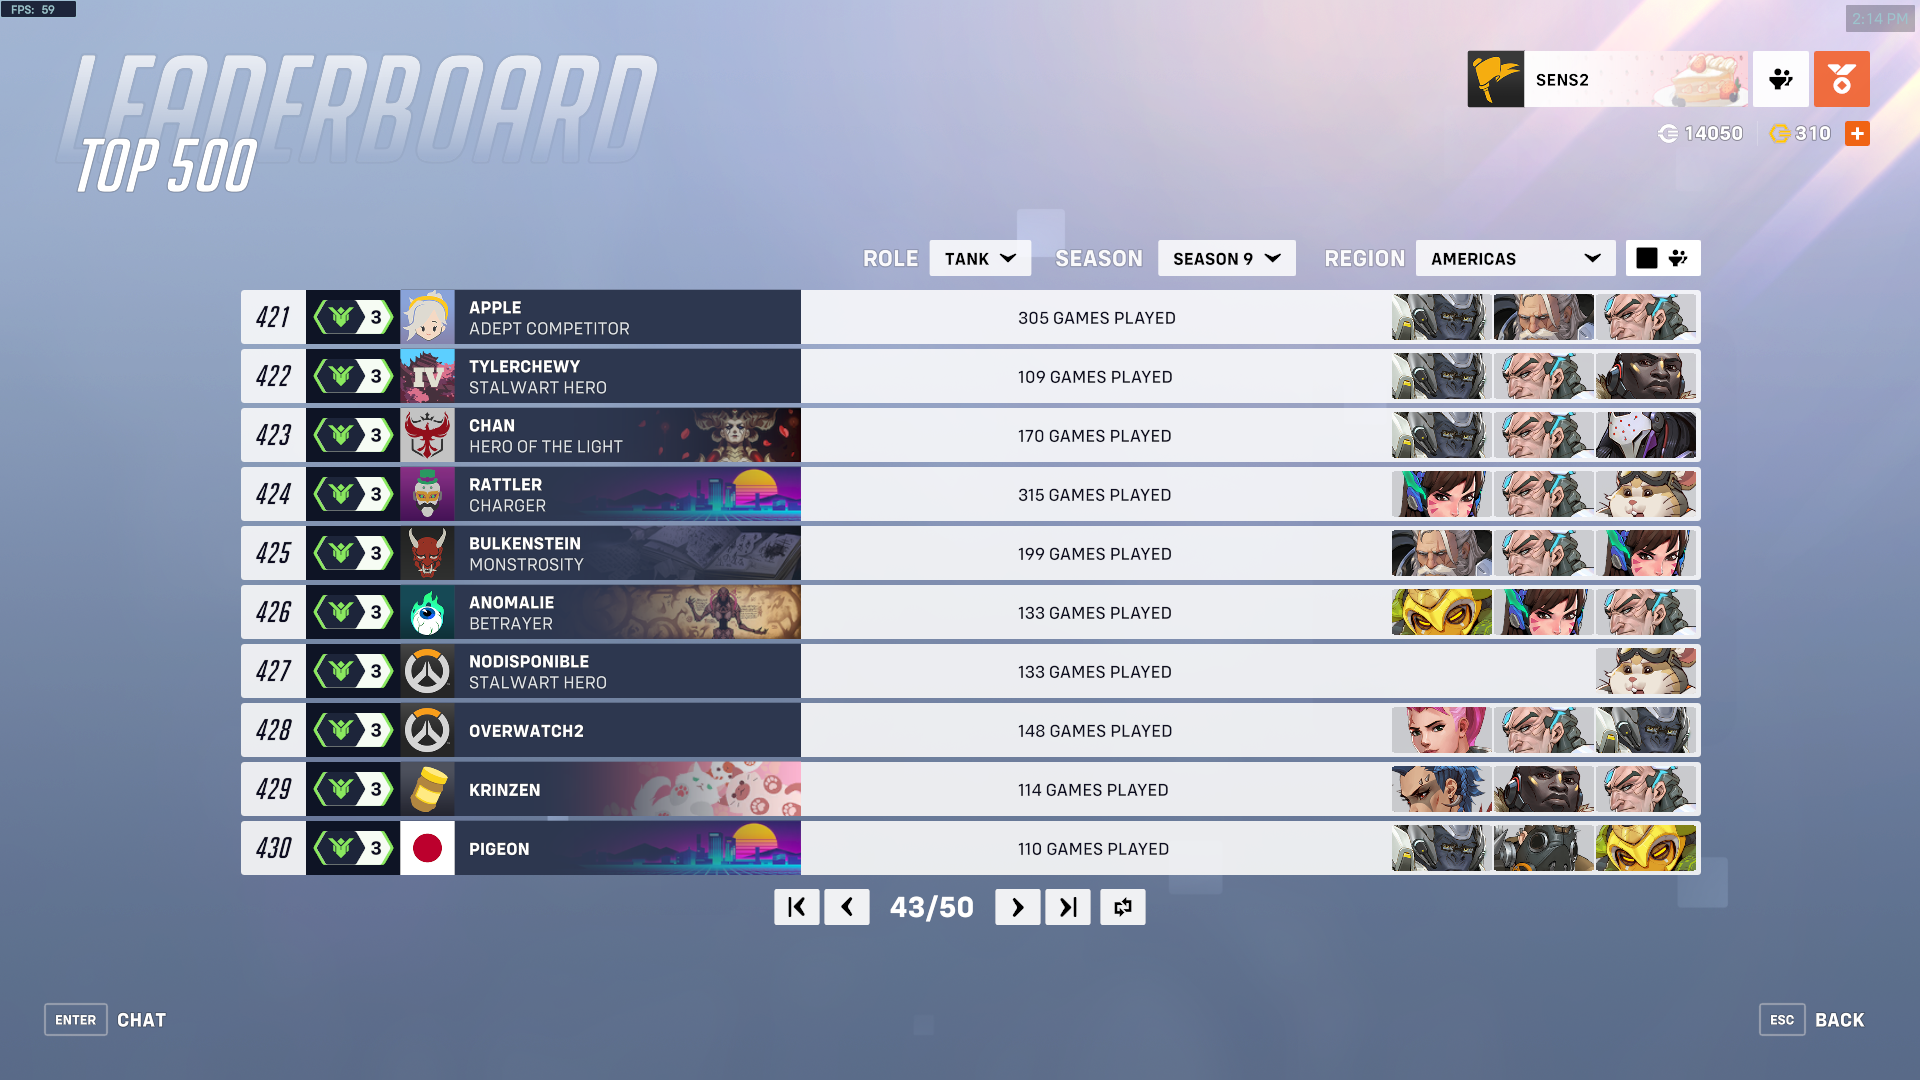 FPS: 59
2:14 PM
LEADERBOARD
TOP 500
SENS2
14050
310
ROLE TANK SEASON SEASON 9 REGION AMERICAS
421 3 APPLE 305 GAMES PLAYED
ADEPT COMPETITOR
422 3 IV TYLERCHEWY 109 GAMES PLAYED
STALWART HERO
423 3 CHAN 170 GAMES PLAYED
HERO OF THE LIGHT
424 3 RATTLER 315 GAMES PLAYED
CHARGER
425 3 BULKENSTEIN 199 GAMES PLAYED
MONSTROSITY
426 3 ANOMALIE 133 GAMES PLAYED
BETRAYER
427 3 NODISPONIBLE 133 GAMES PLAYED
STALWART HERO
428 3 OVERWATCH2 148 GAMES PLAYED
429 3 KRINZEN 114 GAMES PLAYED
430 3 PIGEON 110 GAMES PLAYED
43/50
ENTER CHAT
ESC BACK